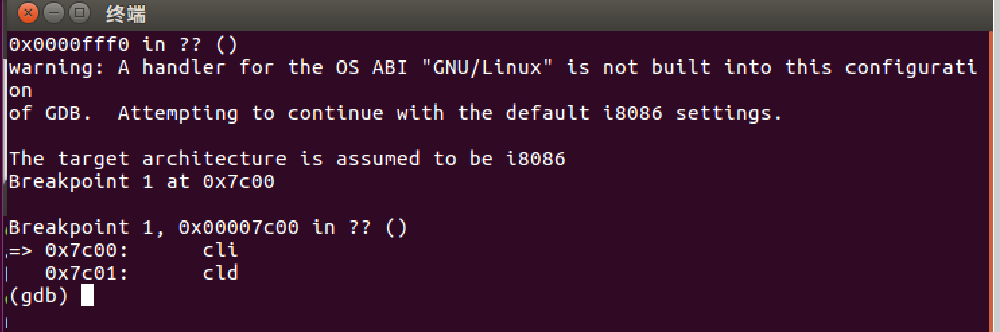 终端
0x0000fff0 in ?? ()
warning: A handler for the OS ABI "GNU/Linux" is not built into this configurati
on
of GDB.  Attempting to continue with the default i8086 settings.
The target architecture is assumed to be i8086
Breakpoint 1 at 0x7c00
Breakpoint 1, 0x00007c00 in ?? ()
=> 0x7c00:      cli
   0x7c01:      cld
(gdb)